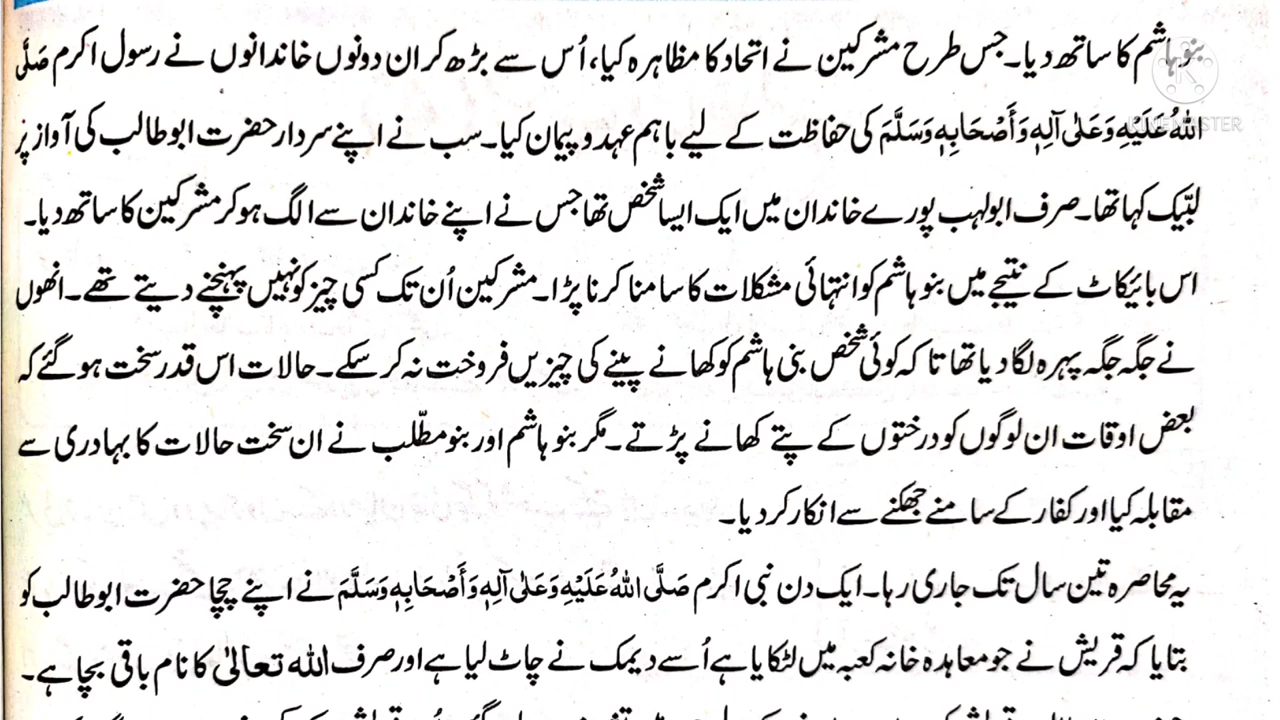 بنو ہاشم کا ساتھ دیا۔ جس طرح مشرکین نے اتحاد کا مظاہرہ کیا، اُس سے بڑھ کر ان دونوں خاندانوں نے رسول اکرم صَلَّی
اللہُ عَلَیْہِ وَعَلٰی آلِہٖ وَأَصْحَابِہٖ وَسَلَّمَ کی حفاظت کے لیے باہم عہد و پیمان کیا۔ سب نے اپنے سردار حضرت ابو طالب کی آواز پر
لبّیک کہا تھا۔ صرف ابولہب پورے خاندان میں ایک ایسا شخص تھا جس نے اپنے خاندان سے الگ ہو کر مشرکین کا ساتھ دیا۔
اس بائیکاٹ کے نتیجے میں بنو ہاشم کو انتہائی مشکلات کا سامنا کرنا پڑا۔ مشرکین اُن تک کسی چیز کو نہیں پہنچنے دیتے تھے۔ انھوں
نے جگہ جگہ پہرہ لگا دیا تھا تا کہ کوئی شخص بنی ہاشم کو کھانے پینے کی چیزیں فروخت نہ کر سکے۔ حالات اس قدر سخت ہو گئے کہ
بعض اوقات ان لوگوں کو درختوں کے پتے کھانے پڑتے۔ مگر بنو ہاشم اور بنو مطّلب نے ان سخت حالات کا بہادری سے
مقابلہ کیا اور کفار کے سامنے جھکنے سے انکار کر دیا۔
یہ محاصرہ تین سال تک جاری رہا۔ ایک دن نبی اکرم صَلَّی اللہُ عَلَیْہِ وَعَلٰی آلِہٖ وَأَصْحَابِہٖ وَسَلَّمَ نے اپنے چچا حضرت ابو طالب کو
بتایا کہ قریش نے جو معاہدہ خانہ کعبہ میں لٹکایا ہے اُسے دیمک نے چاٹ لیا ہے اور صرف اللہ تعالیٰ کا نام باقی بچا ہے۔
KINEMASTER